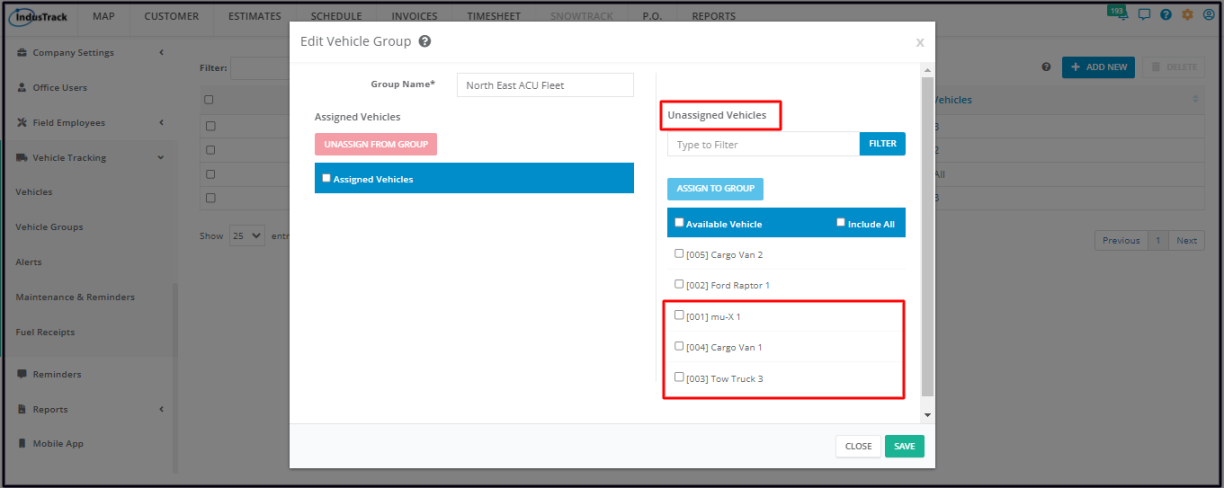 IndusTrack MAP CUSTOMER ESTIMATES SCHEDULE INVOICES TIMESHEET SNOWTRACK P.O. REPORTS 193
Edit Vehicle Group ? x
Company Settings
Office Users
Field Employees
Vehicle Tracking
Vehicles
Vehicle Groups
Alerts
Maintenance & Reminders
Fuel Receipts
Reminders
Reports
Mobile App
Filter:
+ ADD NEW DELETE
Vehicles
3
2
All
3
Show 25 entr
Previous 1 Next
Group Name* North East ACU Fleet
Assigned Vehicles
UNASSIGN FROM GROUP
Assigned Vehicles
Unassigned Vehicles
Type to Filter FILTER
ASSIGN TO GROUP
Available Vehicle Include All
[005] Cargo Van 2
[002] Ford Raptor 1
[001] mu-X 1
[004] Cargo Van 1
[003] Tow Truck 3
CLOSE SAVE